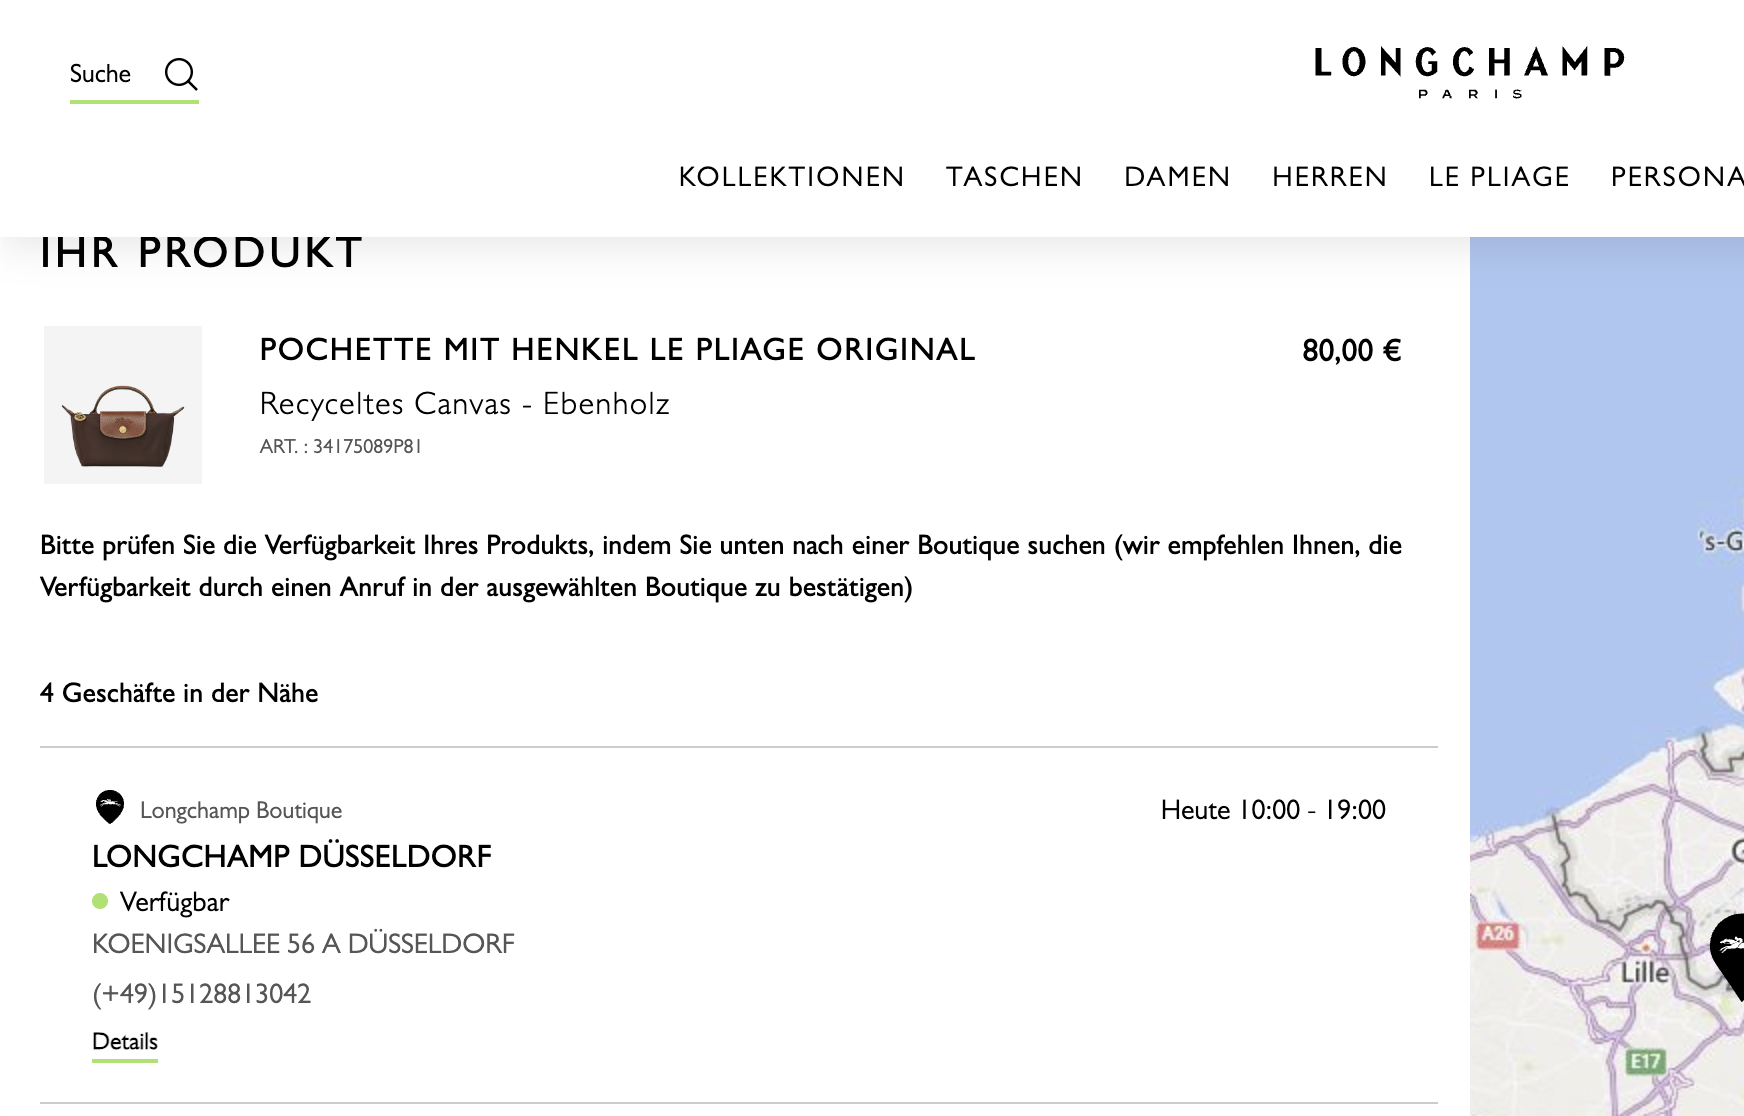 Suche
LONGCHAMP
PARIS
KOLLEKTIONEN TASCHEN DAMEN HERREN LE PLIAGE PERSONA
IHR PRODUKT
POCHETTE MIT HENKEL LE PLIAGE ORIGINAL 80,00 €
Recyceltes Canvas - Ebenholz
ART. : 34175089P81
Bitte prüfen Sie die Verfügbarkeit Ihres Produkts, indem Sie unten nach einer Boutique suchen (wir empfehlen Ihnen, die
Verfügbarkeit durch einen Anruf in der ausgewählten Boutique zu bestätigen)
4 Geschäfte in der Nähe
Longchamp Boutique Heute 10:00 - 19:00
LONGCHAMP DÜSSELDORF
Verfügbar
KOENIGSALLEE 56 A DÜSSELDORF
(+49)15128813042
Details
's-G
A26
Lille
E17